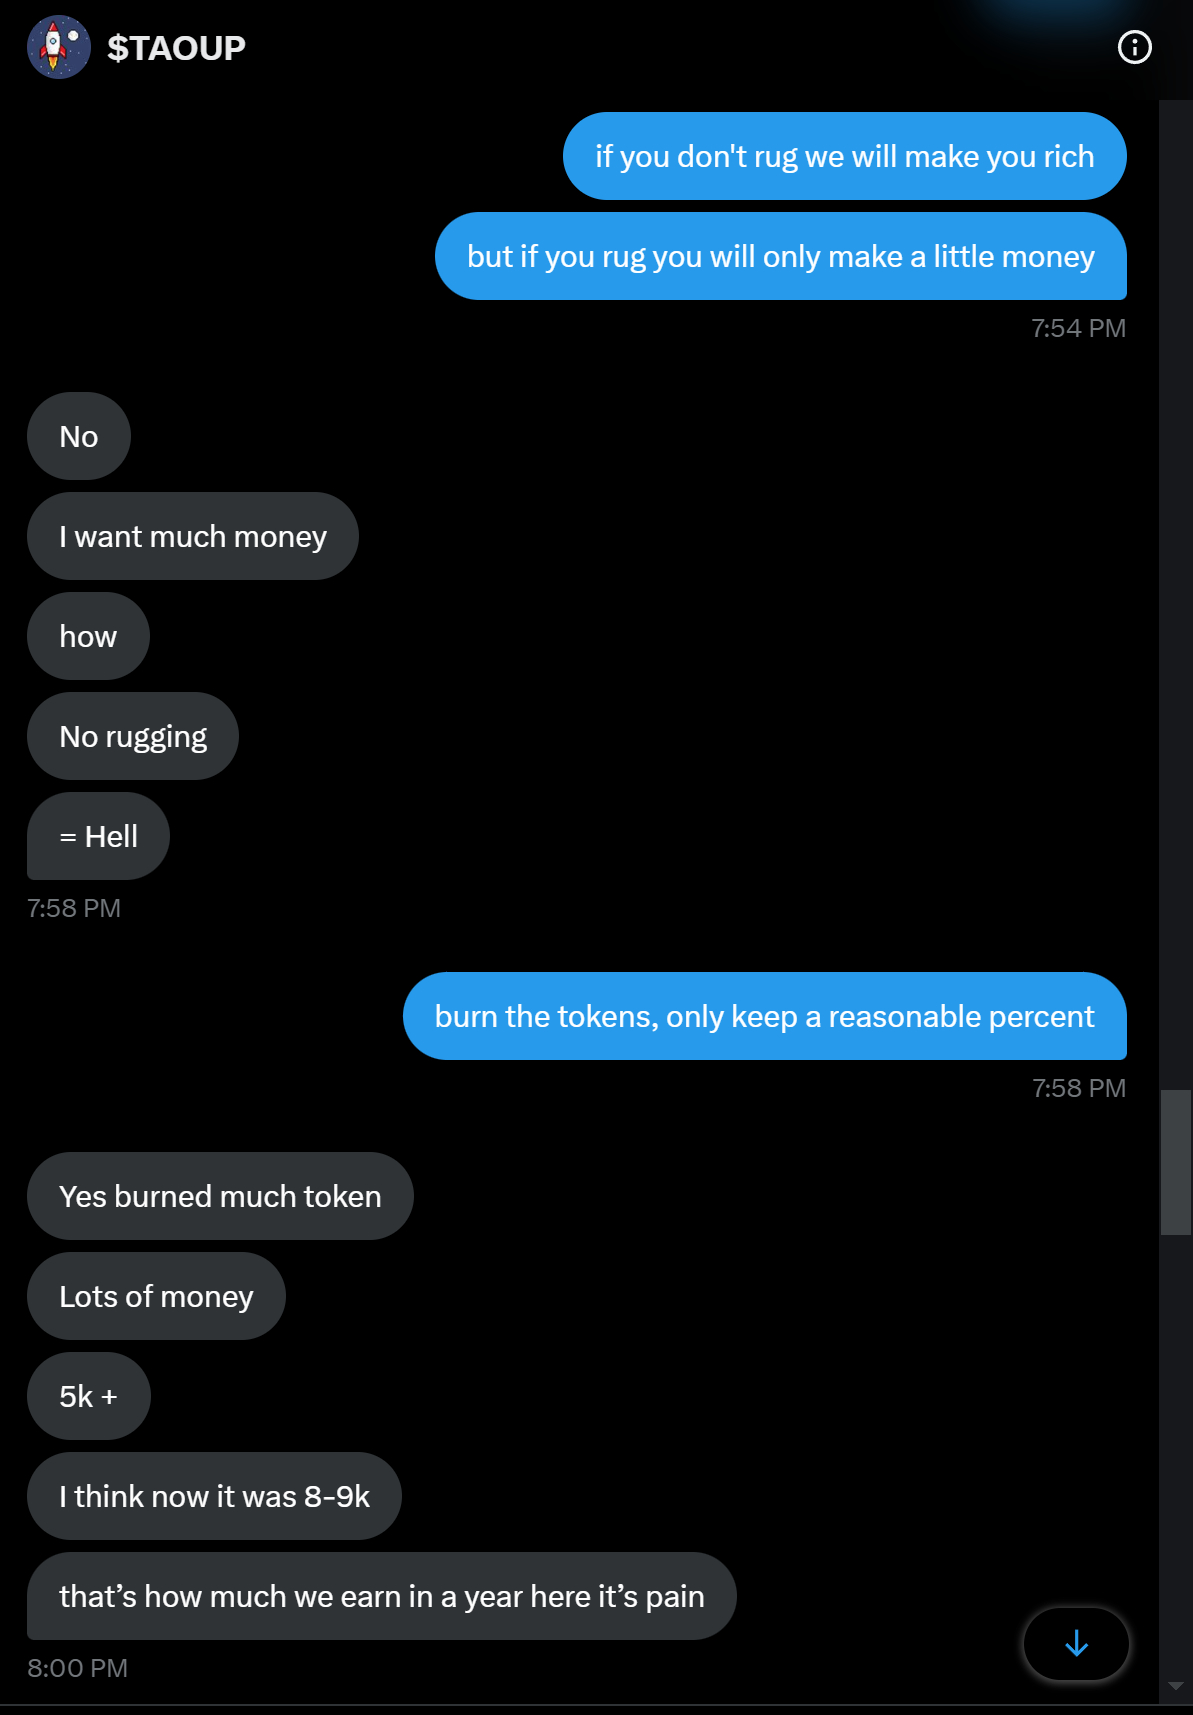 $TAOUP
if you don't rug we will make you rich
but if you rug you will only make a little money
7:54 PM
No
I want much money
how
No rugging
= Hell
7:58 PM
burn the tokens, only keep a reasonable percent
7:58 PM
Yes burned much token
Lots of money
5k +
I think now it was 8-9k
that’s how much we earn in a year here it’s pain
8:00 PM